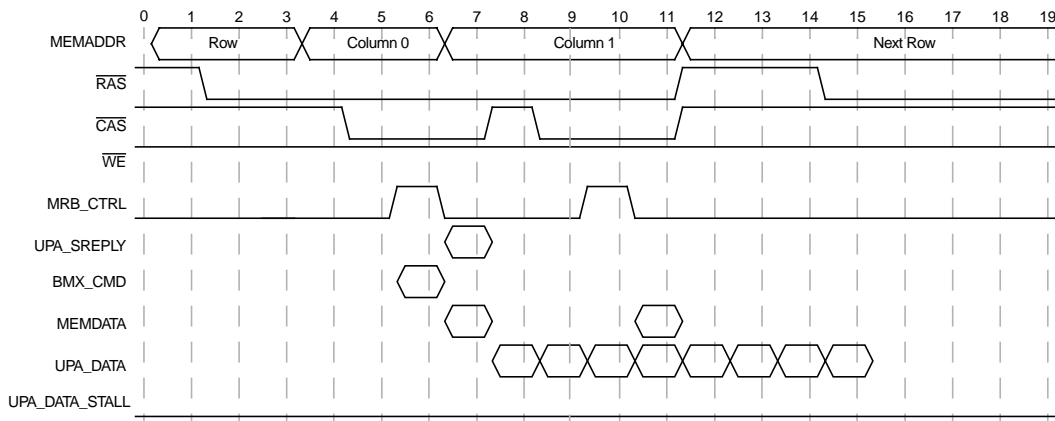 0 1 2 3 4 5 6 7 8 9 10 11 12 13 14 15 16 17 18 19
MEMADDR Row Column 0 Column 1 Next Row
RAS
CAS
WE
MRB_CTRL
UPA_SREPLY
BMX_CMD
MEMDATA
UPA_DATA
UPA_DATA_STALL